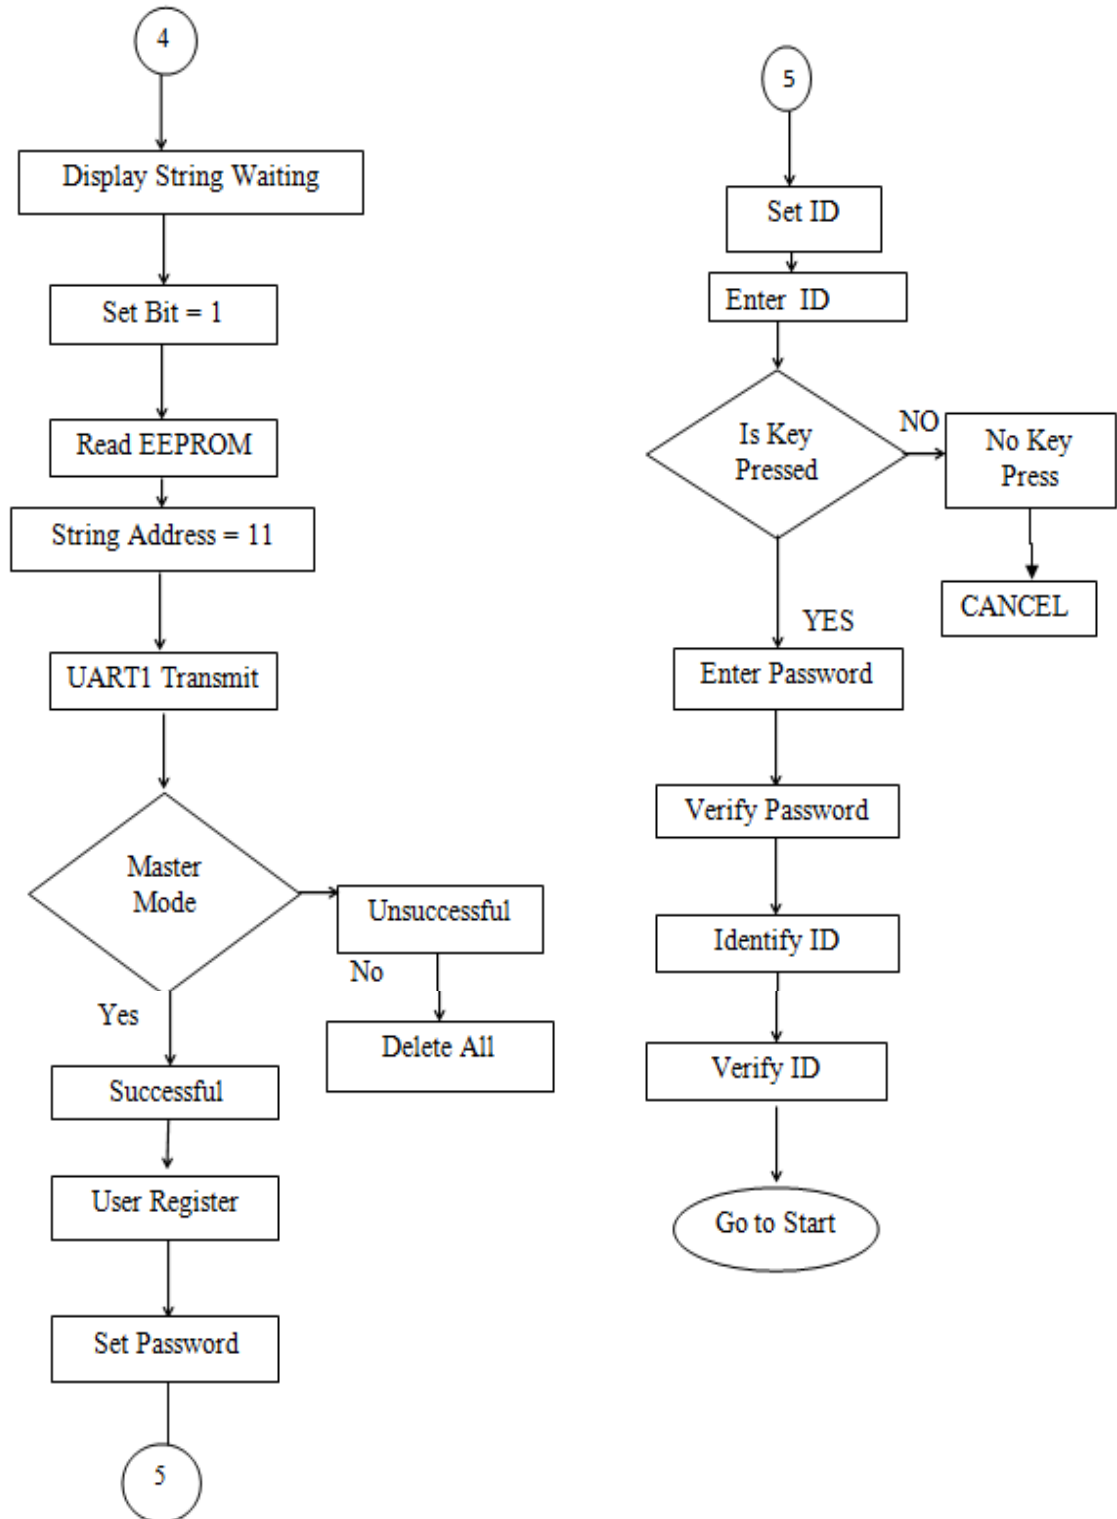 4
Display String Waiting
Set Bit = 1
Read EEPROM
String Address = 11
UART1 Transmit
Master
Mode
Unsuccessful
No
Delete All
Yes
Successful
User Register
Set Password
5
5
Set ID
Enter ID
Is Key
Pressed
NO
No Key
Press
CANCEL
YES
Enter Password
Verify Password
Identify ID
Verify ID
Go to Start